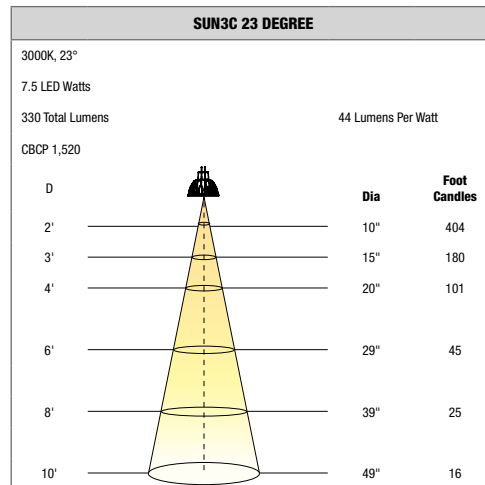 SUN3C 23 DEGREE
3000K, 23°
7.5 LED Watts
330 Total Lumens 44 Lumens Per Watt
CBCP 1,520
D Dia Foot Candles
2' 10" 404
3' 15" 180
4' 20" 101
6' 29" 45
8' 39" 25
10' 49" 16